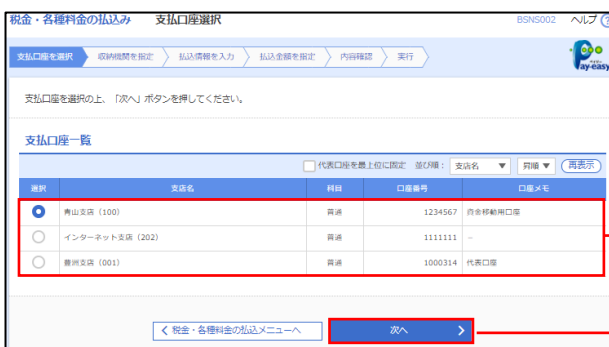 税金・各種料金の払込み 支払口座選択 BSNS002 ヘルプ ?
支払口座を選択 収納機関を指定 払込情報を入力 払込金額を指定 内容確認 実行
Pay-easy
支払口座を選択の上、「次へ」ボタンを押してください。
支払口座一覧
代表口座を最上位に固定 並び順： 支店名 ▼ 昇順 ▼ 再表示
選択 支店名 科目 口座番号 口座メモ
青山支店（100） 普通 1234567 資金移動用口座
インターネット支店（202） 普通 1111111 －
豊洲支店（001） 普通 1000314 代表口座
税金・各種料金の払込メニューへ 次へ